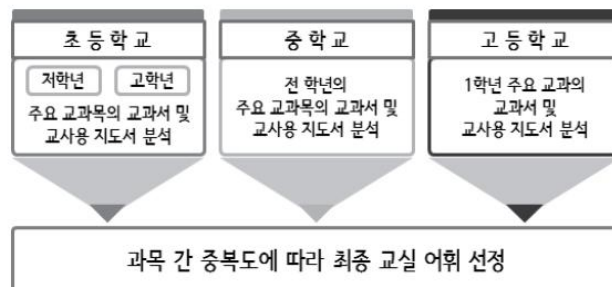 초등학교
저학년 고학년
주요 교과목의 교과서 및
교사용 지도서 분석
중학교
전 학년의
주요 교과목의 교과서 및
교사용 지도서 분석
고등학교
1학년 주요 교과의
교과서 및
교사용 지도서 분석
과목 간 중복도에 따라 최종 교실 어휘 선정